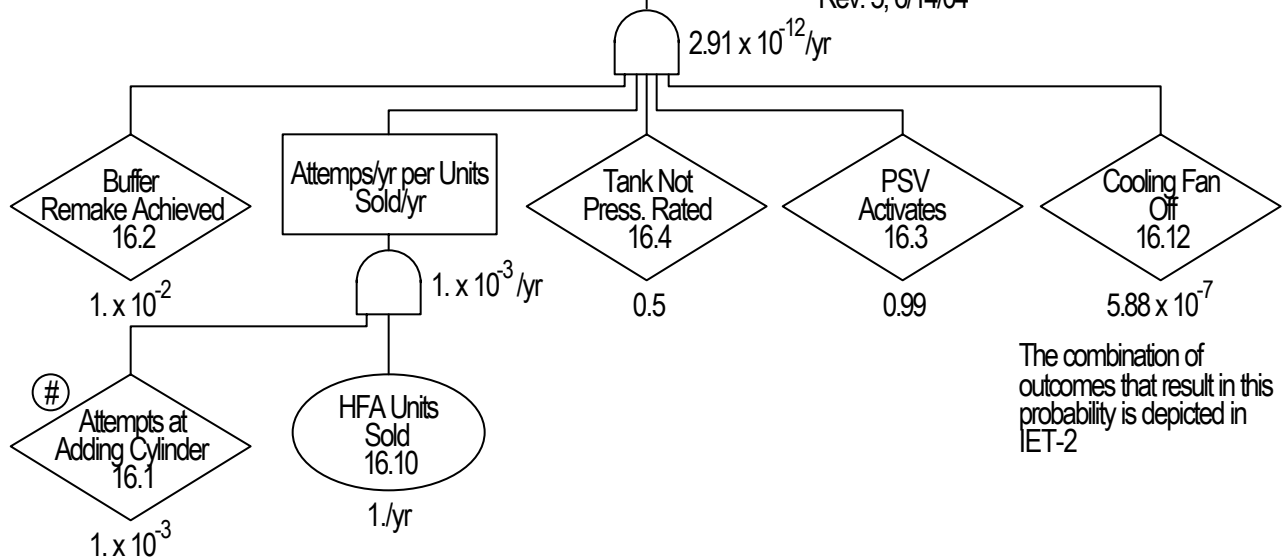 Rev. 5, 6/14/04
2.91 x 10-12/yr
Buffer
Remake Achieved
16.2
1. x 10-2
Attemps/yr per Units
Sold/yr
1. x 10-3 /yr
Tank Not
Press. Rated
16.4
0.5
PSV
Activates
16.3
0.99
Cooling Fan
Off
16.12
5.88 x 10-7
The combination of
outcomes that result in this
probability is depicted in
IET-2
#
Attempts at
Adding Cylinder
16.1
1. x 10-3
HFA Units
Sold
16.10
1./yr